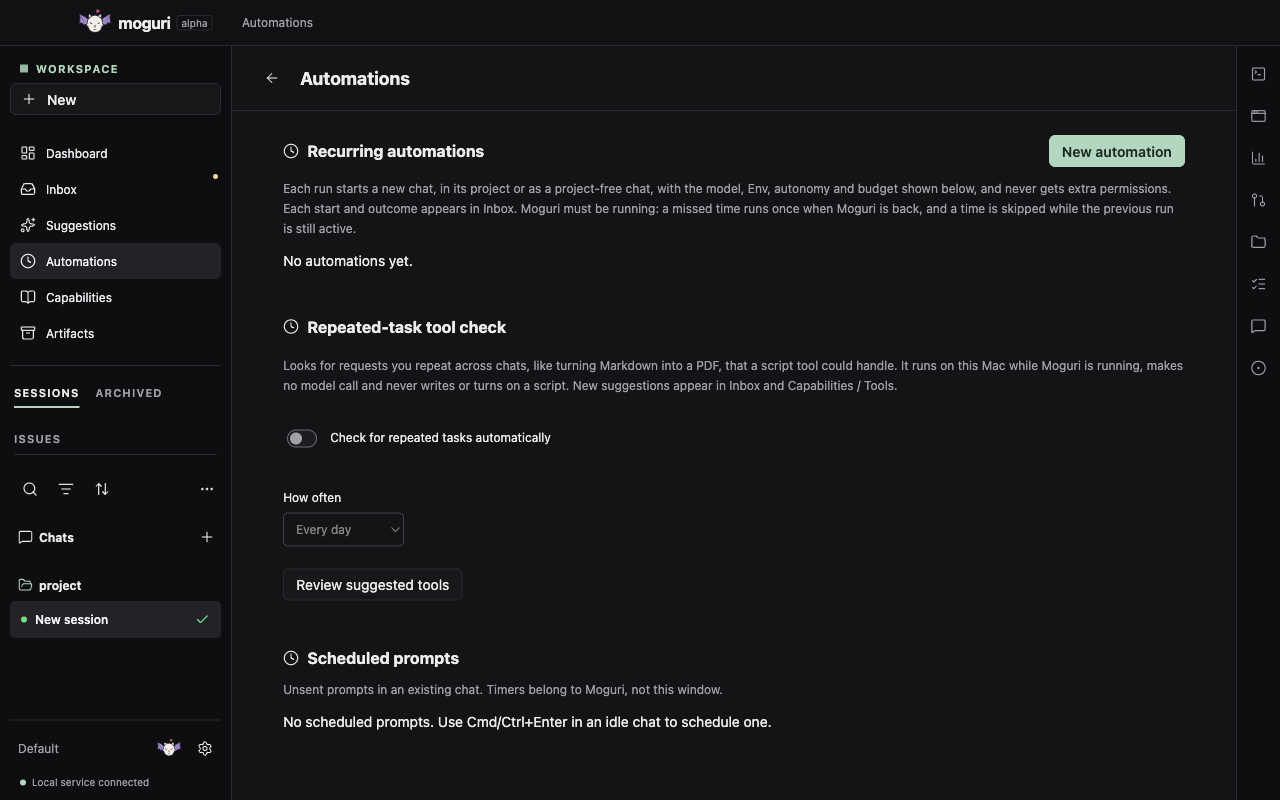 moguri alpha
Automations
WORKSPACE
New
Dashboard
Inbox
Suggestions
Automations
Capabilities
Artifacts
SESSIONS ARCHIVED
ISSUES
Chats
project
New session
Default
Local service connected
Automations
Recurring automations
New automation
Each run starts a new chat, in its project or as a project-free chat, with the model, Env, autonomy and budget shown below, and never gets extra permissions.
Each start and outcome appears in Inbox. Moguri must be running: a missed time runs once when Moguri is back, and a time is skipped while the previous run
is still active.
No automations yet.
Repeated-task tool check
Looks for requests you repeat across chats, like turning Markdown into a PDF, that a script tool could handle. It runs on this Mac while Moguri is running, makes
no model call and never writes or turns on a script. New suggestions appear in Inbox and Capabilities / Tools.
Check for repeated tasks automatically
How often
Every day
Review suggested tools
Scheduled prompts
Unsent prompts in an existing chat. Timers belong to Moguri, not this window.
No scheduled prompts. Use Cmd/Ctrl+Enter in an idle chat to schedule one.